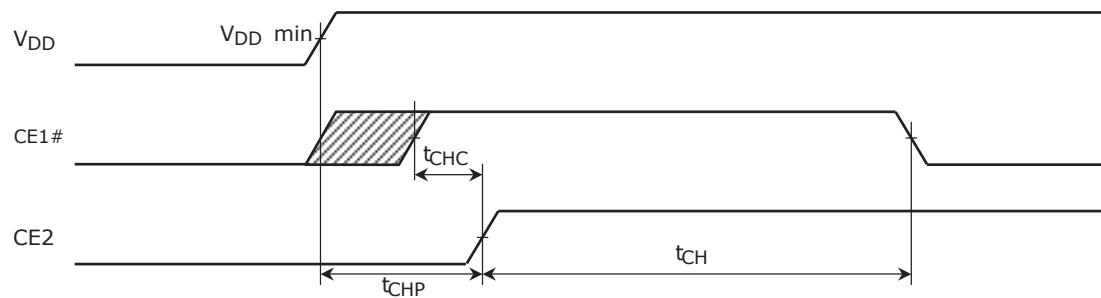 VDD
VDD min
CE1#
tCHC
CE2
tCH
tCHP